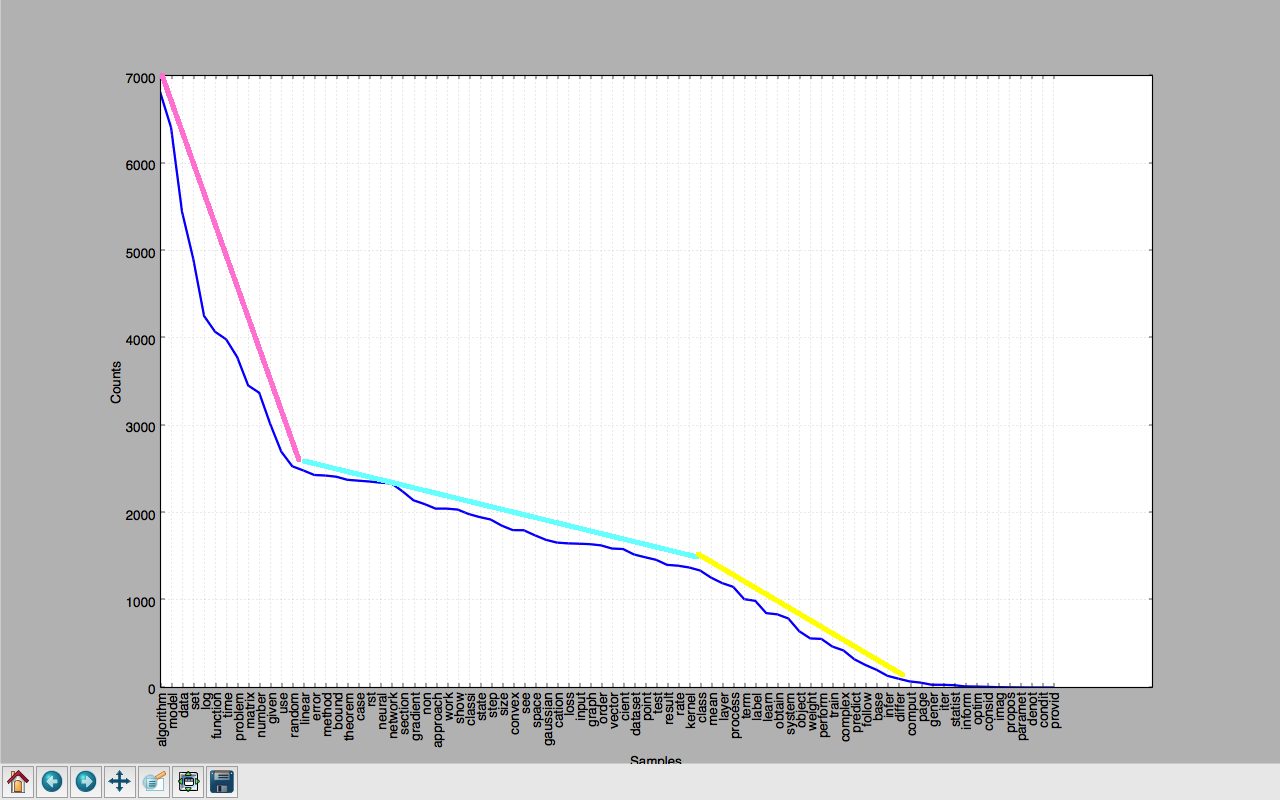 7000
6000
5000
4000
3000
2000
1000
0
Counts
algorithm
model
data
set
log
function
time
problem
matrix
number
given
use
random
linear
error
method
bound
theorem
case
rst
neural
network
section
gradient
non
approach
work
show
classi
state
step
size
convex
see
space
gaussian
cation
loss
input
graph
order
vector
cient
dataset
point
test
result
rate
kernel
class
mean
layer
process
term
label
learn
obtain
system
object
weight
perform
train
complex
predict
follow
base
infer
differ
comput
page
gener
iter
statist
inform
optim
consid
imag
propos
paramet
denot
condit
provid
Samples